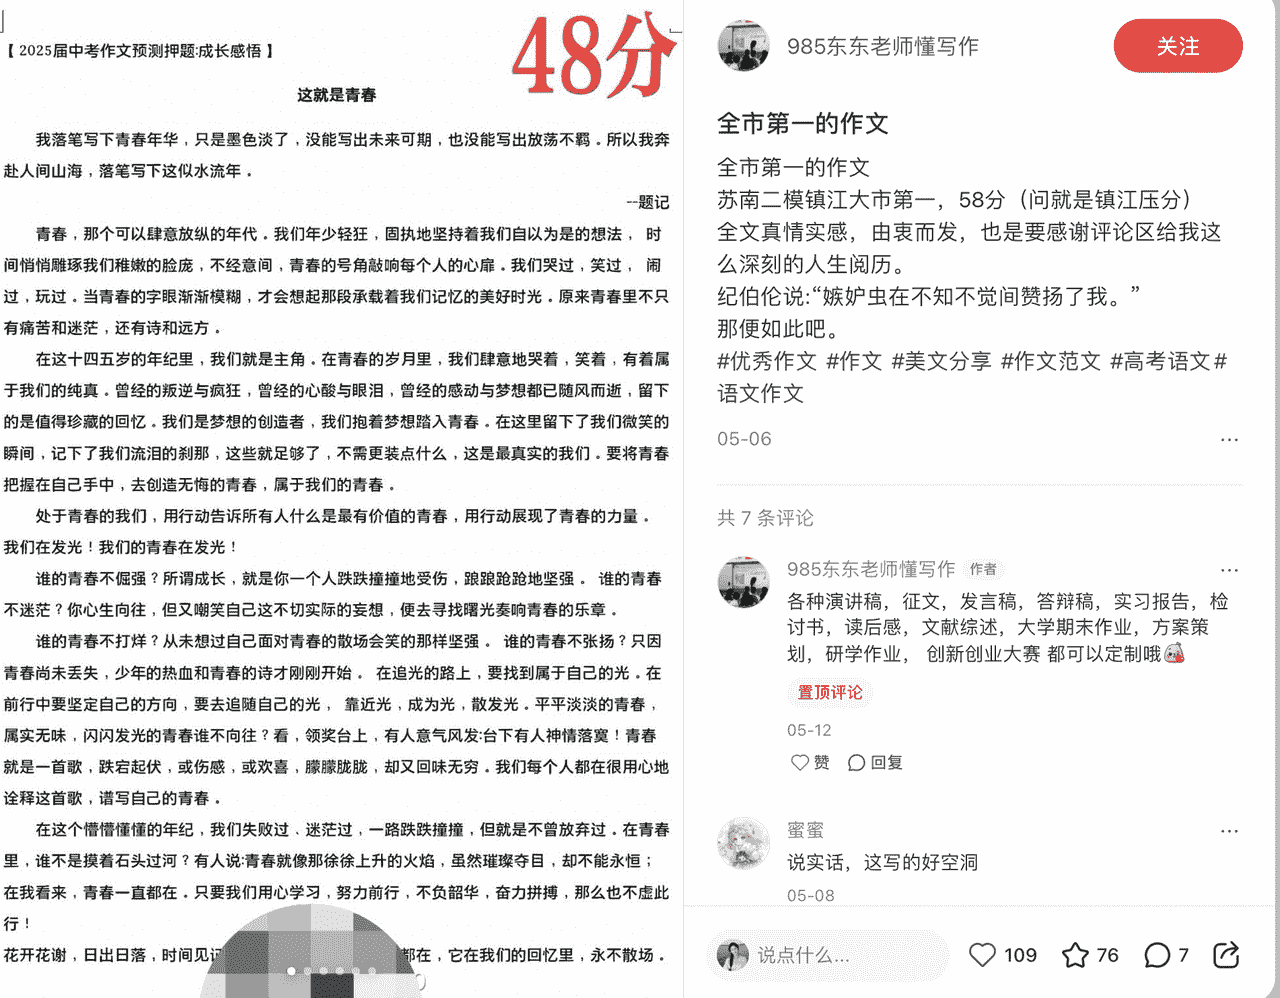 【 2025届中考作文预测押题:成长感悟 】
48分
这就是青春
我落笔写下青春年华，只是墨色淡了，没能写出未来可期，也没能写出放荡不羁。所以我奔
赴人间山海，落笔写下这似水流年。
--题记
青春，那个可以肆意放纵的年代。我们年少轻狂，固执地坚持着我们自以为是的想法， 时
间悄悄雕琢我们稚嫩的脸庞，不经意间，青春的号角敲响每个人的心扉。我们哭过，笑过， 闹
过，玩过。当青春的字眼渐渐模糊，才会想起那段承载着我们记忆的美好时光。原来青春里不只
有痛苦和迷茫，还有诗和远方。
在这十四五岁的年纪里，我们就是主角。在青春的岁月里，我们肆意地哭着，笑着，有着属
于我们的纯真。曾经的叛逆与疯狂，曾经的心酸与眼泪，曾经的感动与梦想都已随风而逝，留下
的是值得珍藏的回忆。我们是梦想的创造者，我们抱着梦想踏入青春。在这里留下了我们微笑的
瞬间，记下了我们流泪的刹那，这些就足够了，不需更装点什么，这是最真实的我们。要将青春
把握在自己手中，去创造无悔的青春，属于我们的青春。
处于青春的我们，用行动告诉所有人什么是最有价值的青春，用行动展现了青春的力量。
我们在发光！我们的青春在发光！
谁的青春不倔强？所谓成长，就是你一个人跌跌撞撞地受伤，踉踉跄跄地坚强。 谁的青春
不迷茫？你心生向往，但又嘲笑自己这不切实际的妄想，便去寻找曙光奏响青春的乐章。
谁的青春不打烊？从未想过自己面对青春的散场会笑的那样坚强。 谁的青春不张扬？只因
青春尚未丢失，少年的热血和青春的诗才刚刚开始。 在追光的路上，要找到属于自己的光。在
前行中要坚定自己的方向，要去追随自己的光， 靠近光，成为光，散发光。平平淡淡的青春，
属实无味，闪闪发光的青春谁不向往？看，领奖台上，有人意气风发:台下有人神情落寞！青春
就是一首歌，跌宕起伏，或伤感，或欢喜，朦朦胧胧，却又回味无穷。我们每个人都在很用心地
诠释这首歌，谱写自己的青春。
在这个懵懵懂懂的年纪，我们失败过、迷茫过，一路跌跌撞撞，但就是不曾放弃过。在青春
里，谁不是摸着石头过河？有人说:青春就像那徐徐上升的火焰，虽然璀璨夺目，却不能永恒；
在我看来，青春一直都在。只要我们用心学习，努力前行，不负韶华，奋力拼搏，那么也不虚此
行！
花开花谢，日出日落，时间见 都在，它在我们的回忆里，永不散场。
985东东老师懂写作
关注
全市第一的作文
全市第一的作文
苏南二模镇江大市第一，58分（问就是镇江压分）
全文真情实感，由衷而发，也是要感谢评论区给我这
么深刻的人生阅历。
纪伯伦说:“嫉妒虫在不知不觉间赞扬了我。”
那便如此吧。
#优秀作文 #作文 #美文分享 #作文范文 #高考语文#
语文作文
05-06
共 7 条评论
985东东老师懂写作 作者
各种演讲稿，征文，发言稿，答辩稿，实习报告，检
讨书，读后感，文献综述，大学期末作业，方案策
划，研学作业， 创新创业大赛 都可以定制哦
置顶评论
05-12
赞 回复
蜜蜜
说实话，这写的好空洞
05-08
说点什么... 109 76 7